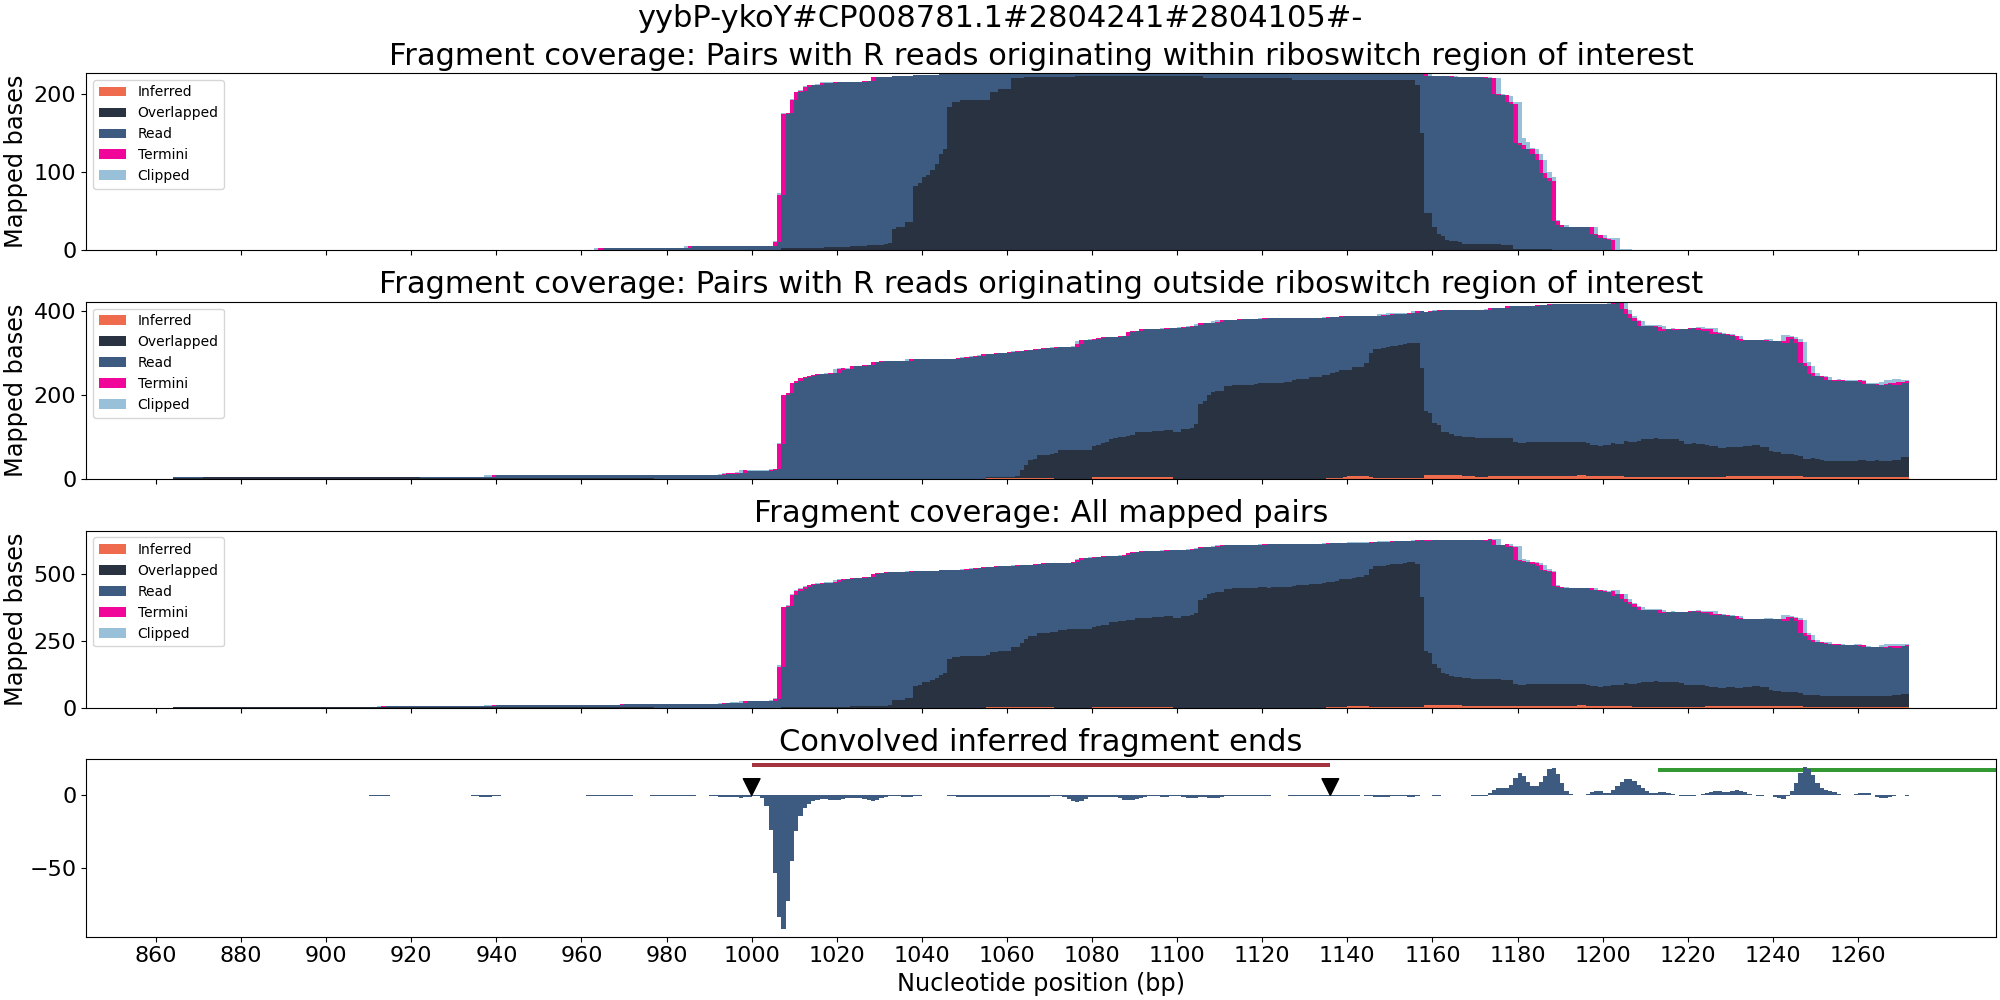 yybP-ykoY#CP008781.1#2804241#2804105#-
Fragment coverage: Pairs with R reads originating within riboswitch region of interest
Mapped bases
200
100
0
Inferred
Overlapped
Read
Termini
Clipped
Fragment coverage: Pairs with R reads originating outside riboswitch region of interest
Mapped bases
400
200
0
Inferred
Overlapped
Read
Termini
Clipped
Fragment coverage: All mapped pairs
Mapped bases
500
250
0
Inferred
Overlapped
Read
Termini
Clipped
Convolved inferred fragment ends
0
−50
860 880 900 920 940 960 980 1000 1020 1040 1060 1080 1100 1120 1140 1160 1180 1200 1220 1240 1260
Nucleotide position (bp)